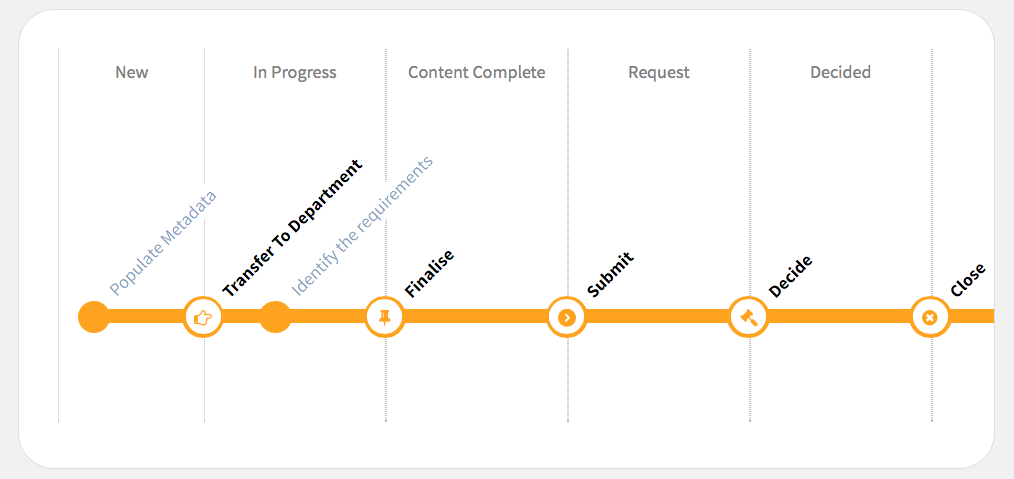 New
In Progress
Content Complete
Request
Decided
Populate Metadata
Transfer To Department
Identify the requirements
Finalise
Submit
Decide
Close